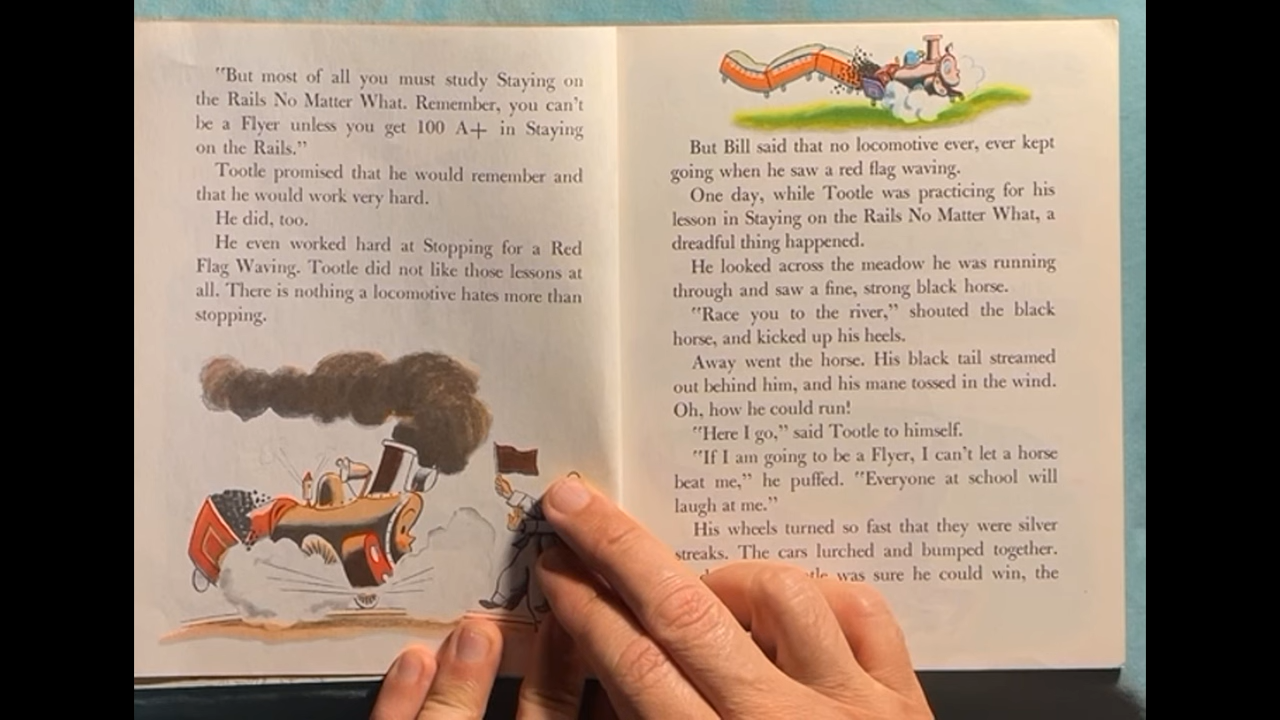 "But most of all you must study Staying on
the Rails No Matter What. Remember, you can't
be a Flyer unless you get 100 A+ in Staying
on the Rails."
Tootle promised that he would remember and
that he would work very hard.
He did, too.
He even worked hard at Stopping for a Red
Flag Waving. Tootle did not like those lessons at
all. There is nothing a locomotive hates more than
stopping.
But Bill said that no locomotive ever, ever kept
going when he saw a red flag waving.
One day, while Tootle was practicing for his
lesson in Staying on the Rails No Matter What, a
dreadful thing happened.
He looked across the meadow he was running
through and saw a fine, strong black horse.
"Race you to the river," shouted the black
horse, and kicked up his heels.
Away went the horse. His black tail streamed
out behind him, and his mane tossed in the wind.
Oh, how he could run!
"Here I go," said Tootle to himself.
"If I am going to be a Flyer, I can't let a horse
beat me," he puffed. "Everyone at school will
laugh at me."
His wheels turned so fast that they were silver
streaks. The cars lurched and bumped together.
was sure he could win, the